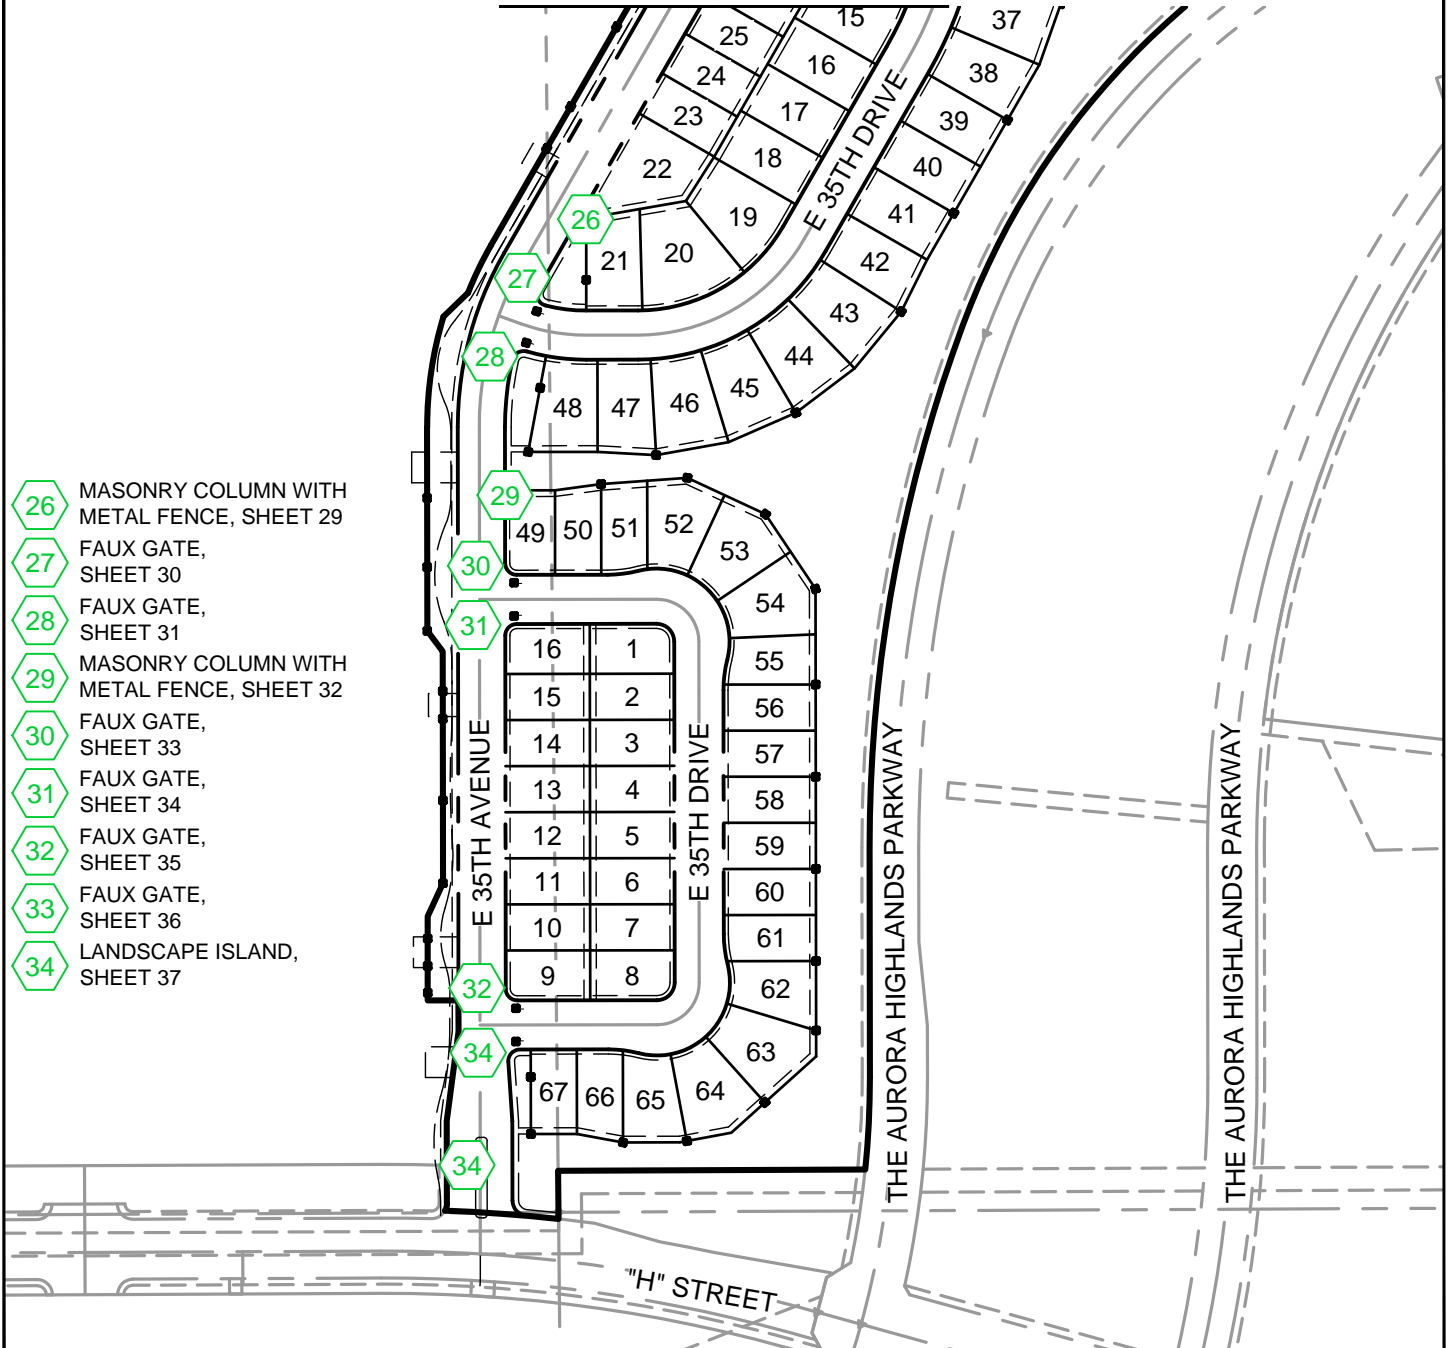 26 MASONRY COLUMN WITH
METAL FENCE, SHEET 29
27 FAUX GATE,
SHEET 30
28 FAUX GATE,
SHEET 31
29 MASONRY COLUMN WITH
METAL FENCE, SHEET 32
30 FAUX GATE,
SHEET 33
31 FAUX GATE,
SHEET 34
32 FAUX GATE,
SHEET 35
33 FAUX GATE,
SHEET 36
34 LANDSCAPE ISLAND,
SHEET 37
15
25
16
24
17
23
18
22
19
20
21
37
38
39
40
41
42
43
44
45
46
47
48
E 35TH DRIVE
26
27
28
29
30
31
32
34
34
49
50
51
52
53
54
55
56
57
58
59
60
61
62
63
64
65
66
67
16
1
15
2
14
3
13
4
12
5
11
6
10
7
9
8
E 35TH AVENUE
E 35TH DRIVE
THE AURORA HIGHLANDS PARKWAY
THE AURORA HIGHLANDS PARKWAY
"H" STREET